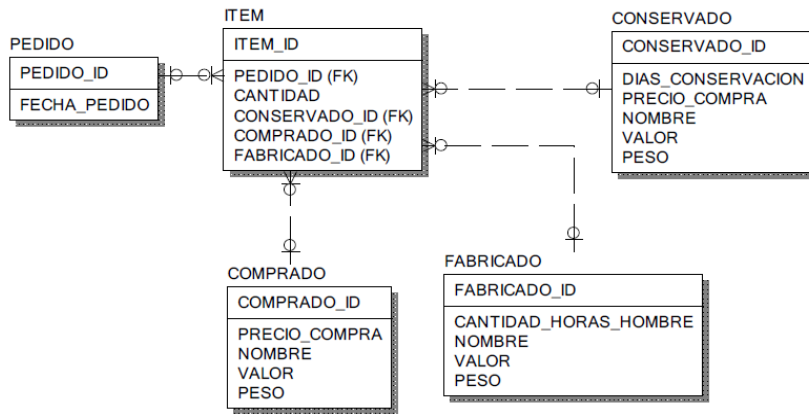 PEDIDO
PEDIDO_ID
FECHA_PEDIDO
ITEM
ITEM_ID
PEDIDO_ID (FK)
CANTIDAD
CONSERVADO_ID (FK)
COMPRADO_ID (FK)
FABRICADO_ID (FK)
CONSERVADO
CONSERVADO_ID
DIAS_CONSERVACION
PRECIO_COMPRA
NOMBRE
VALOR
PESO
COMPRADO
COMPRADO_ID
PRECIO_COMPRA
NOMBRE
VALOR
PESO
FABRICADO
FABRICADO_ID
CANTIDAD_HORAS_HOMBRE
NOMBRE
VALOR
PESO